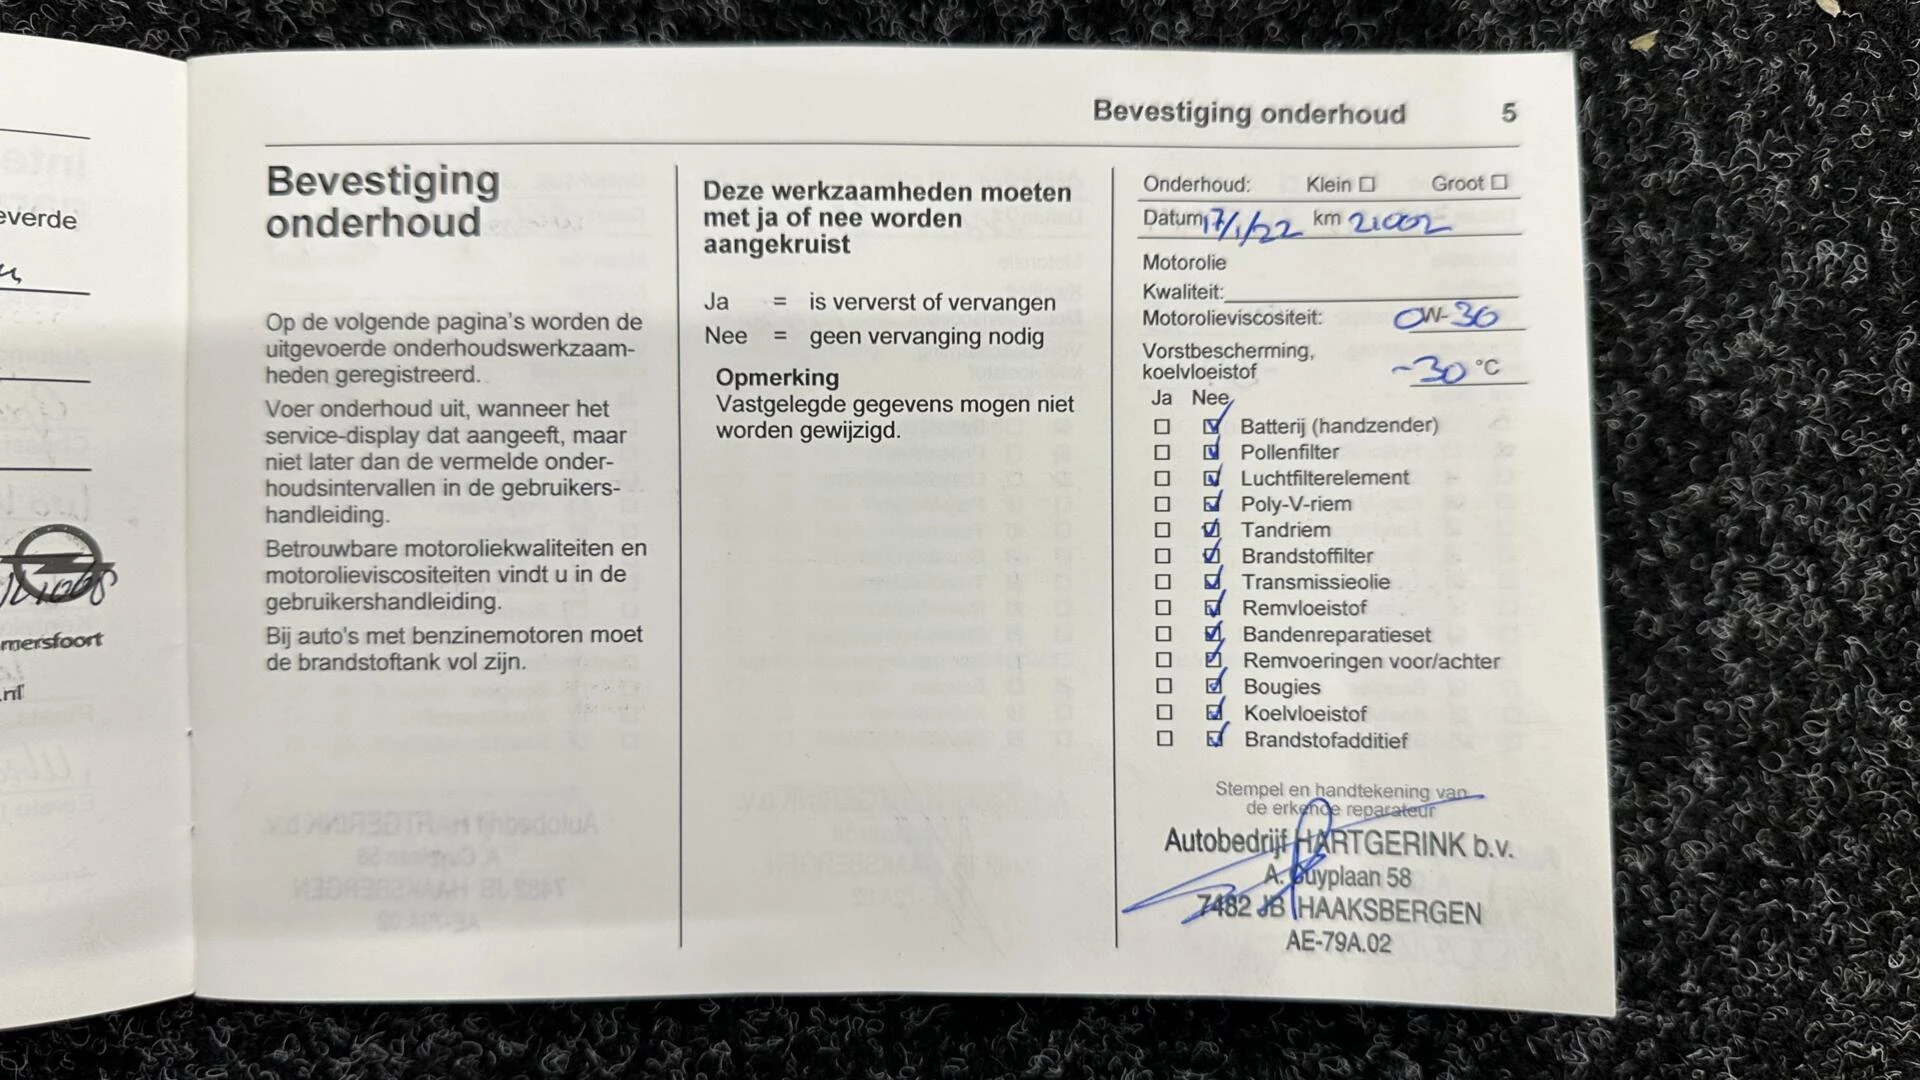 everde
mersfoort
.nl
Bevestiging onderhoud 5
Bevestiging
onderhoud
Op de volgende pagina's worden de
uitgevoerde onderhoudswerkzaam-
heden geregistreerd.
Voer onderhoud uit, wanneer het
service-display dat aangeeft, maar
niet later dan de vermelde onder-
houdsintervallen in de gebruikers-
handleiding.
Betrouwbare motoroliekwaliteiten en
motorolieviscositeiten vindt u in de
gebruikershandleiding.
Bij auto's met benzinemotoren moet
de brandstoftank vol zijn.
Deze werkzaamheden moeten
met ja of nee worden
aangekruist
Ja = is ververst of vervangen
Nee = geen vervanging nodig
Opmerking
Vastgelegde gegevens mogen niet
worden gewijzigd.
Onderhoud: Klein Groot
Datum 17/1/22 km 21002
Motorolie
Kwaliteit:
Motorolieviscositeit: 0W-30
Vorstbescherming,
koelvloeistof -30 °C
Ja Nee
Batterij (handzender)
Pollenfilter
Luchtfilterelement
Poly-V-riem
Tandriem
Brandstoffilter
Transmissieolie
Remvloeistof
Bandenreparatieset
Remvoeringen voor/achter
Bougies
Koelvloeistof
Brandstofadditief
Stempel en handtekening van
de erkende reparateur
Autobedrijf HARTGERINK b.v.
A. Cuyplaan 58
7482 JB HAAKSBERGEN
AE-79A.02